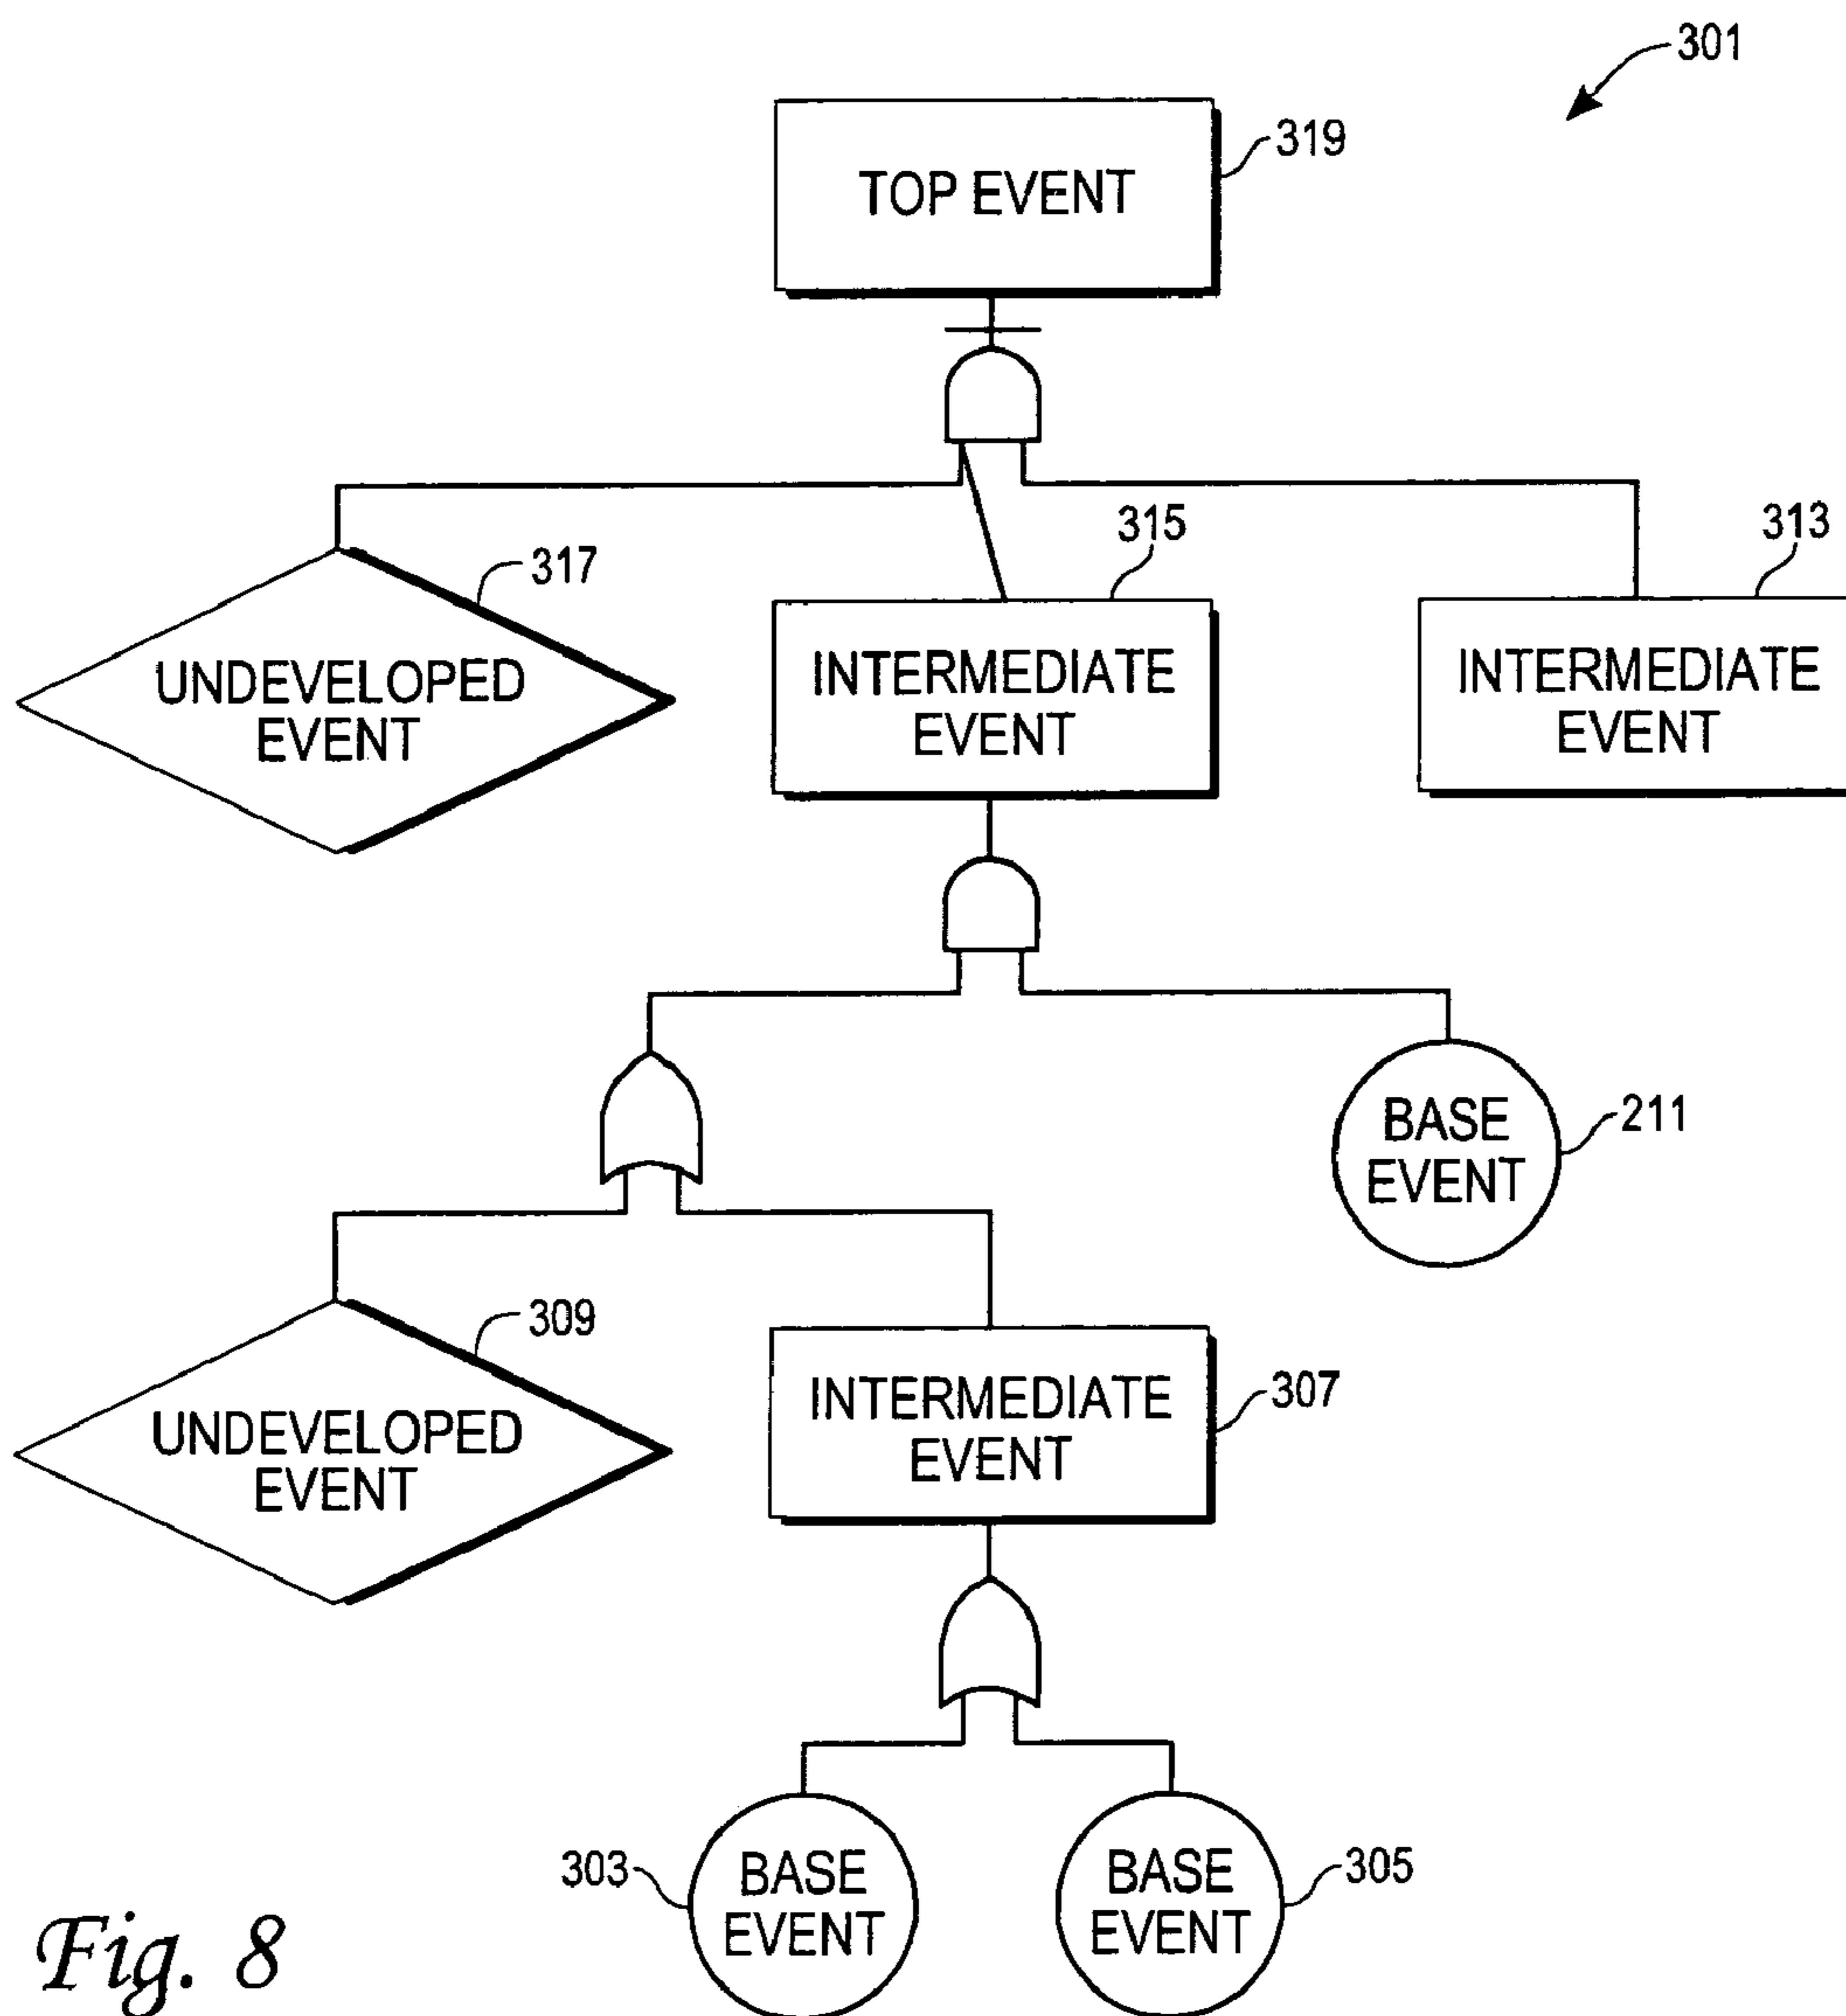 301
319
TOP EVENT
315
313
317
UNDEVELOPED
EVENT
INTERMEDIATE
EVENT
INTERMEDIATE
EVENT
BASE
EVENT
211
309
UNDEVELOPED
EVENT
INTERMEDIATE
EVENT
307
303
BASE
EVENT
BASE
EVENT
305
Fig. 8